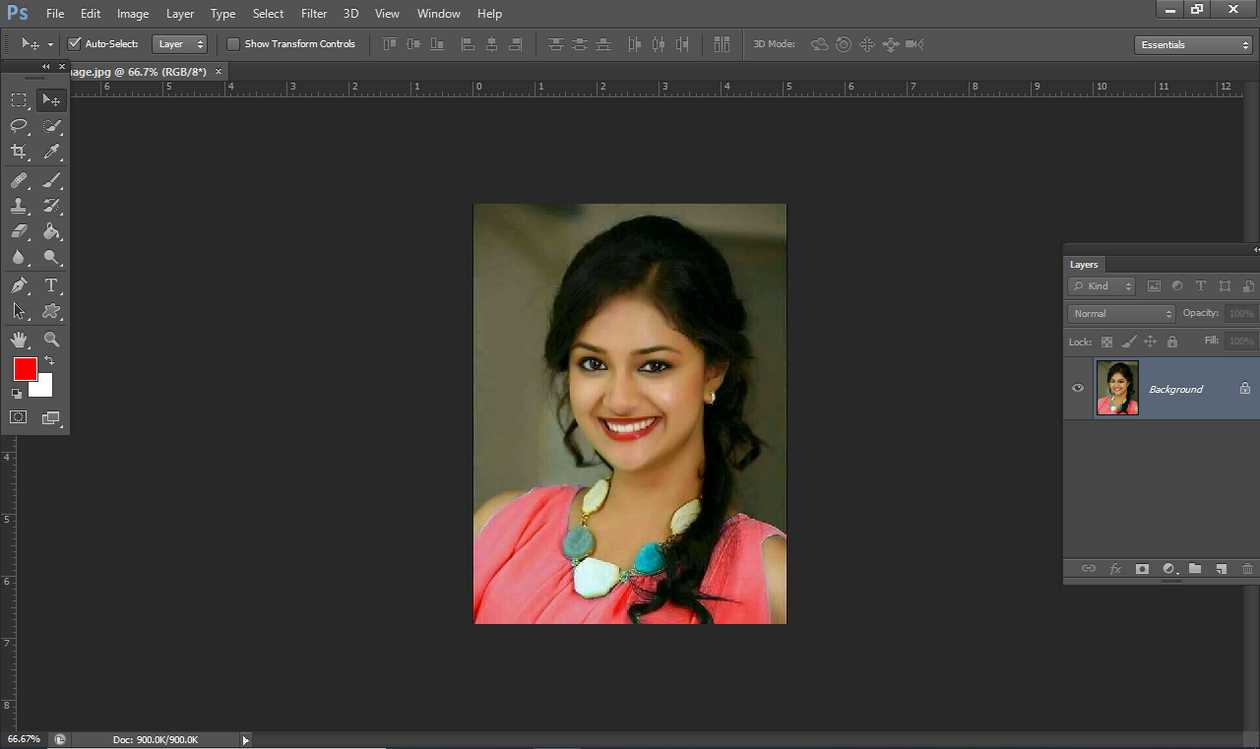 Ps File Edit Image Layer Type Select Filter 3D View Window Help
Auto-Select: Layer Show Transform Controls 3D Mode: Essentials
age.jpg @ 66.7% (RGB/8*) ×
6 5 4 3 2 1 0 1 2 3 4 5 6 7 8 9 10 11 12
Layers
Kind
Normal Opacity: 100%
Lock: Fill: 100%
Background
fx
T
4
5
6
7
8
66.67% Doc: 900.0K/900.0K